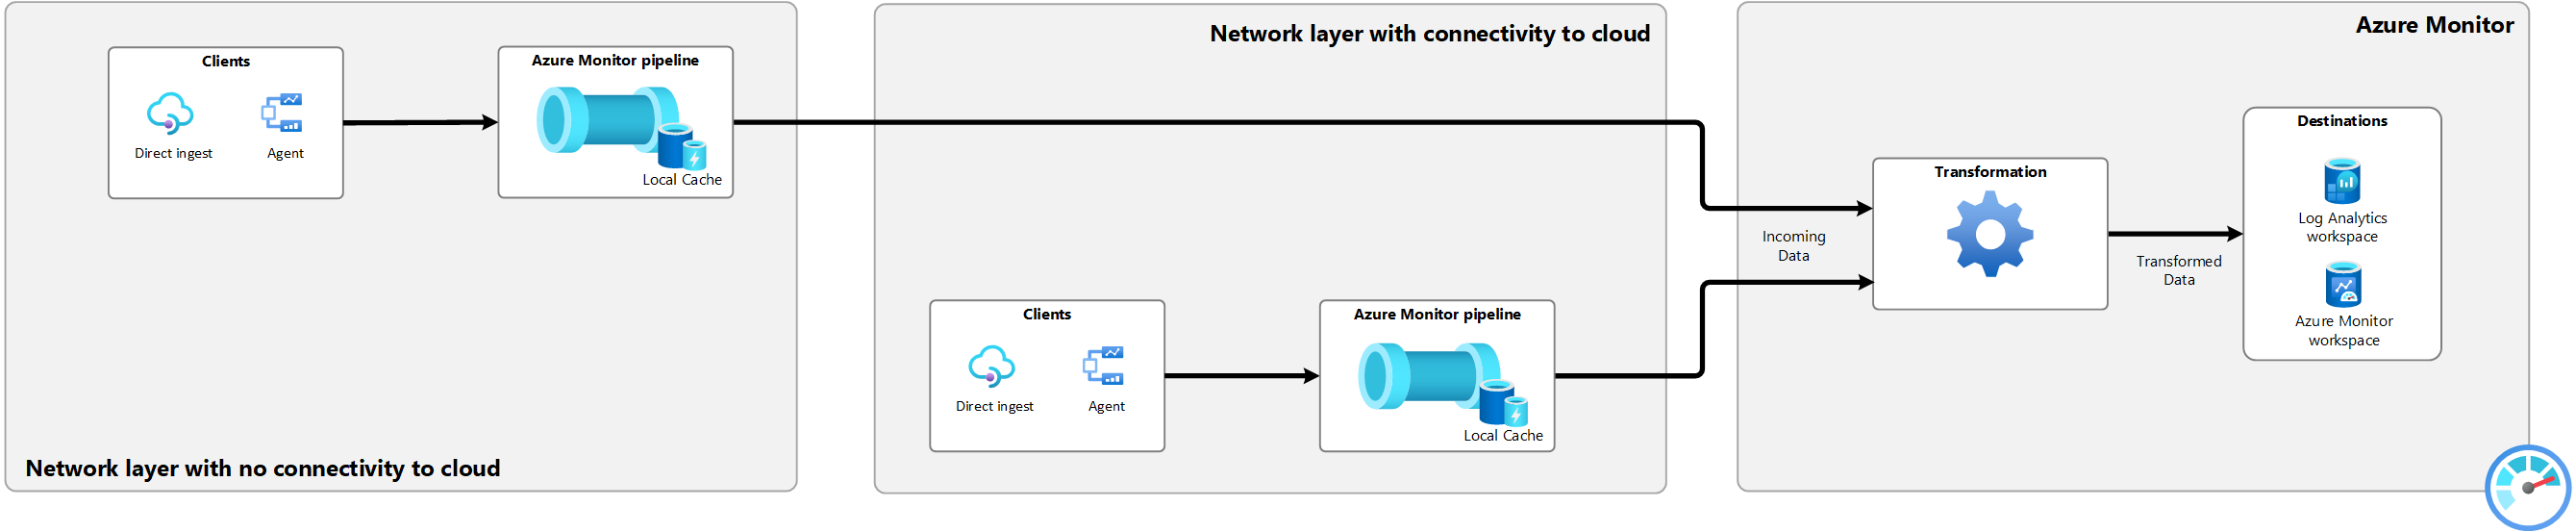 Clients
Direct ingest
Agent
Azure Monitor pipeline
Local Cache
Network layer with no connectivity to cloud
Network layer with connectivity to cloud
Clients
Direct ingest
Agent
Azure Monitor pipeline
Local Cache
Azure Monitor
Incoming
Data
Transformation
Transformed
Data
Destinations
Log Analytics
workspace
Azure Monitor
workspace